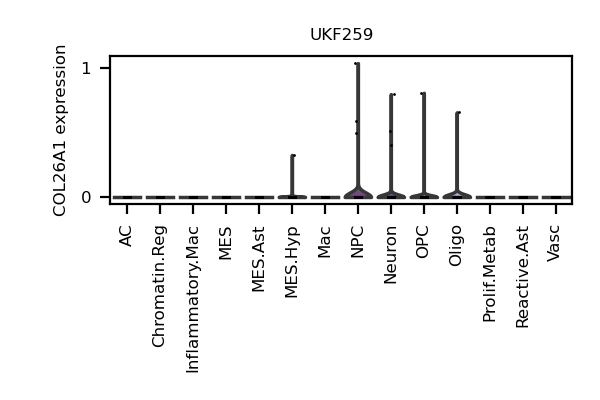 UKF259
COL26A1 expression
1
0
AC
Chromatin.Reg
Inflammatory.Mac
MES
MES.Ast
MES.Hyp
Mac
NPC
Neuron
OPC
Oligo
Prolif.Metab
Reactive.Ast
Vasc